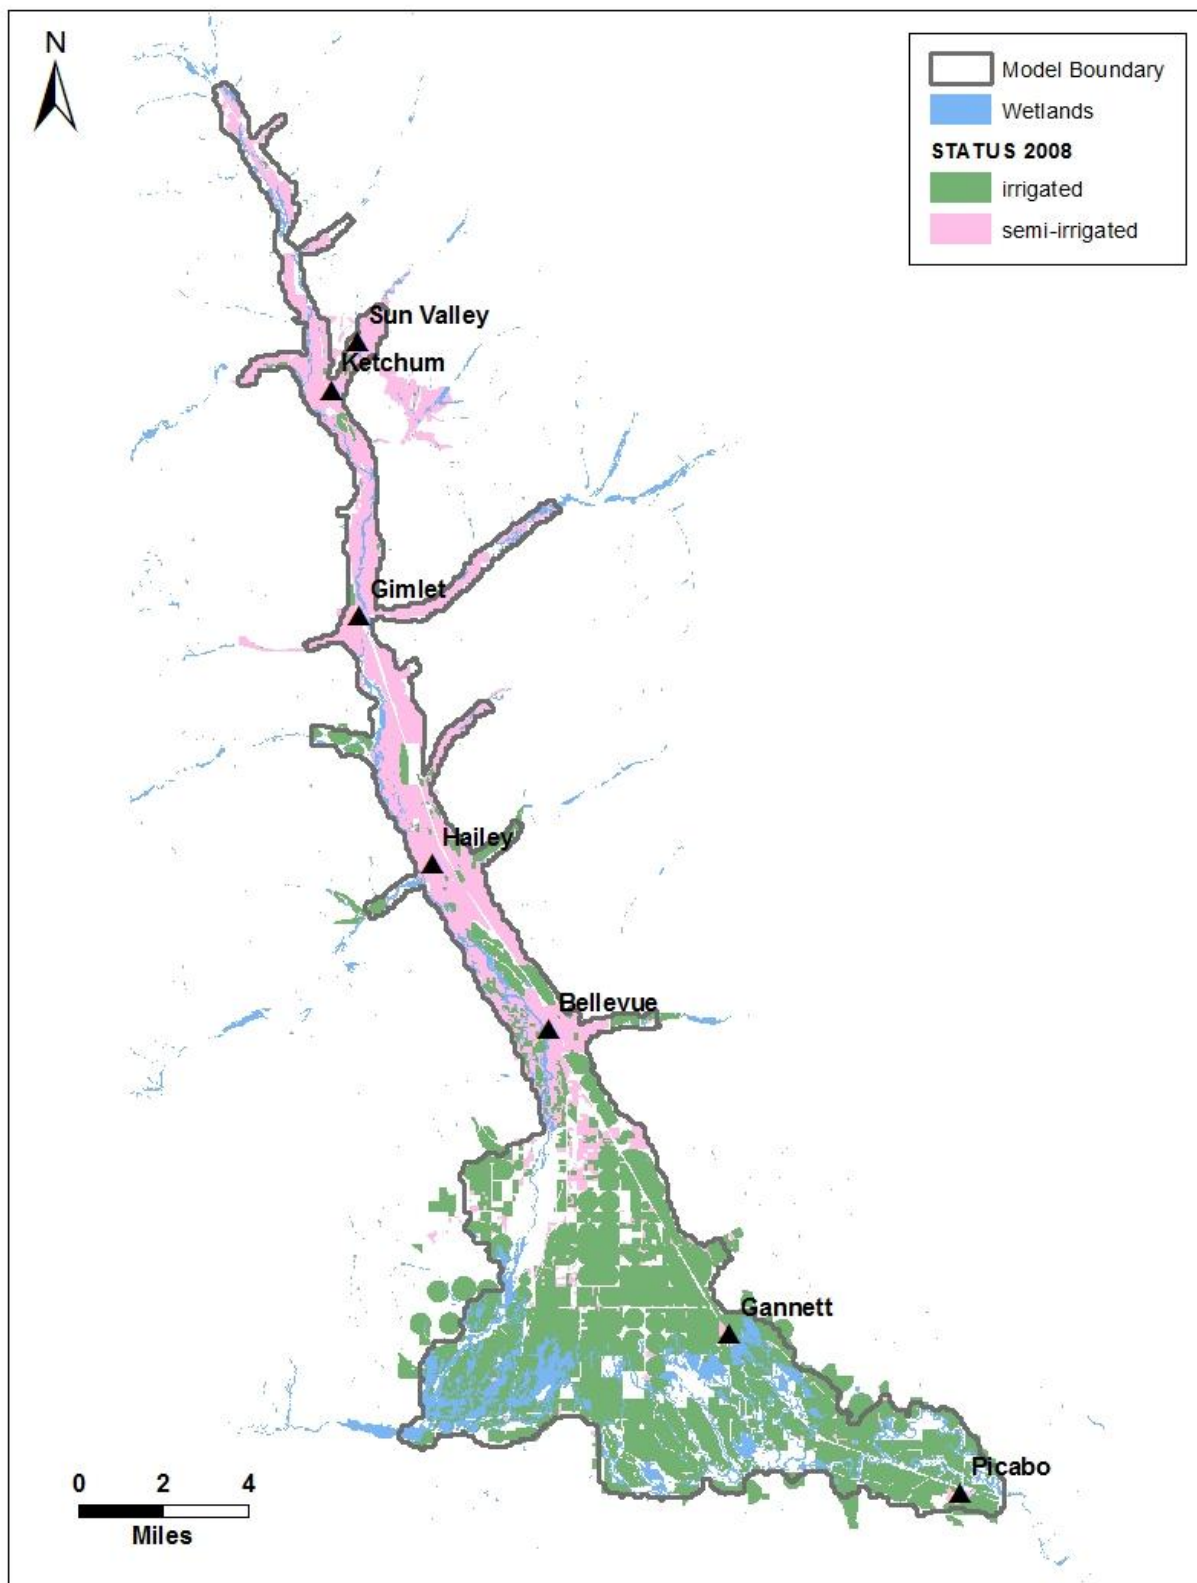 N
Model Boundary
Wetlands
STATUS 2008
irrigated
semi-irrigated
Sun Valley
Ketchum
Gimlet
Hailey
Bellevue
Gannett
Picabo
0 2 4
Miles